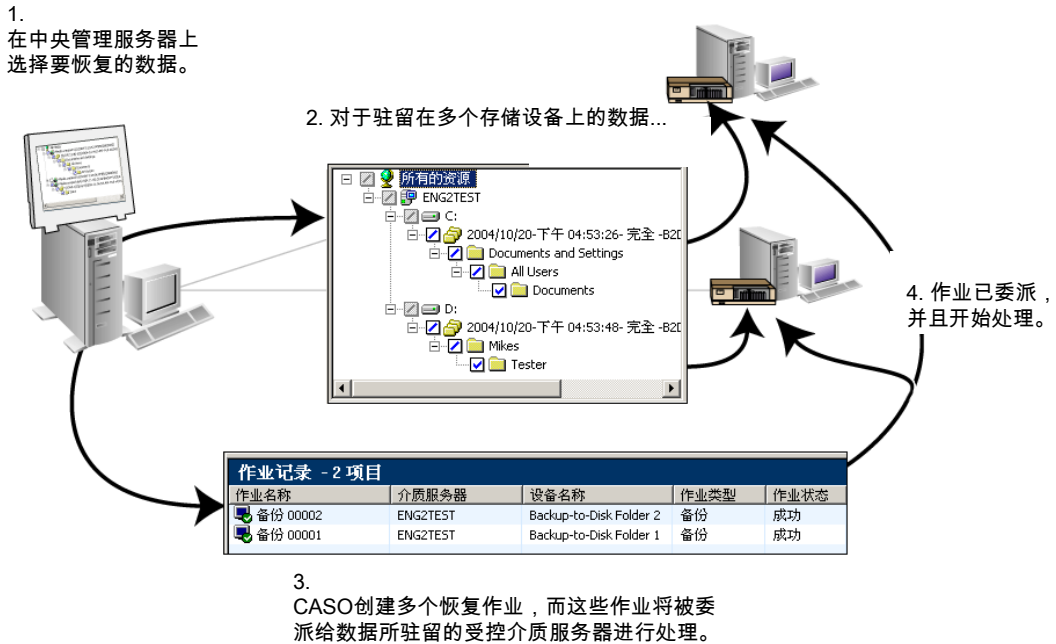 1.
在中央管理服务器上
选择要恢复的数据。
2. 对于驻留在多个存储设备上的数据...
所有的资源
ENG2TEST
C:
2004/10/20-下午 04:53:26- 完全 -B2D
Documents and Settings
All Users
Documents
D:
2004/10/20-下午 04:53:48- 完全 -B2D
Mikes
Tester
4. 作业已委派，
并且开始处理。
作业记录 - 2 项目
作业名称 介质服务器 设备名称 作业类型 作业状态
备份 00002 ENG2TEST Backup-to-Disk Folder 2 备份 成功
备份 00001 ENG2TEST Backup-to-Disk Folder 1 备份 成功
3.
CASO创建多个恢复作业，而这些作业将被委
派给数据所驻留的受控介质服务器进行处理。